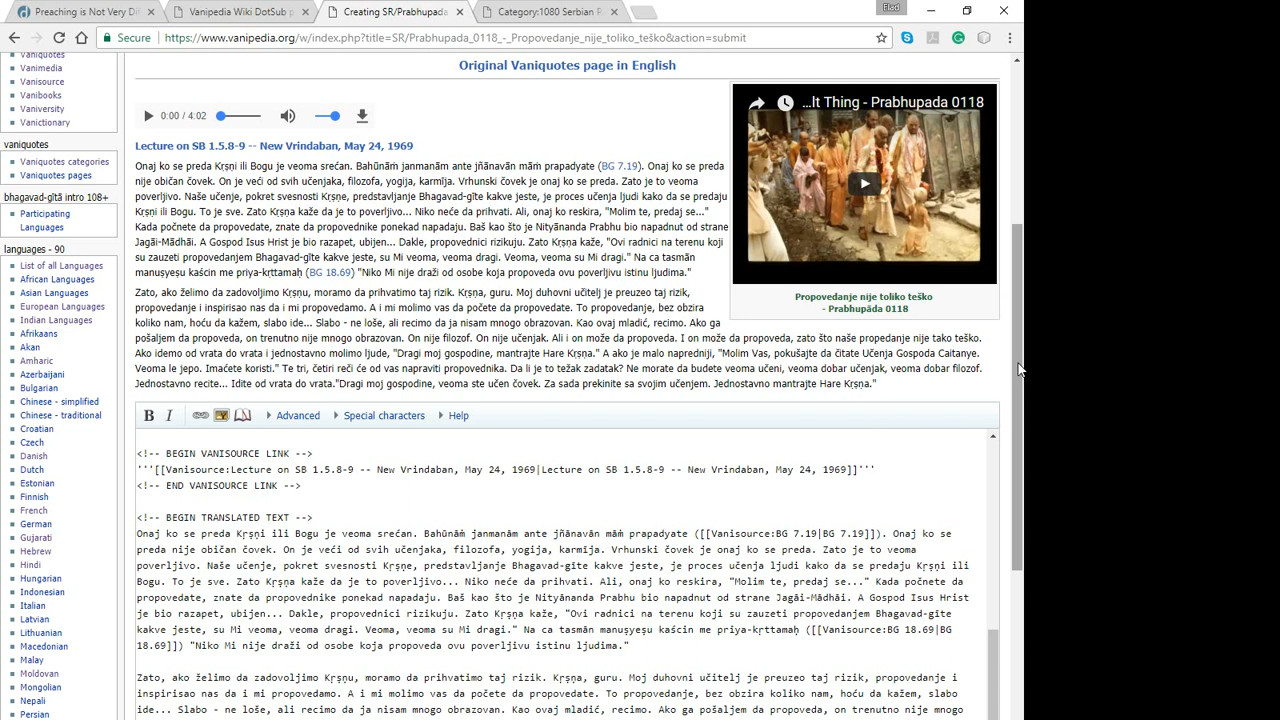 Preaching is Not Very Di
Vanipedia Wiki DotSub p
Creating SR/Prabhupada
Category:1080 Serbian P
Elad
Secure
https://www.vanipedia.org/w/index.php?title=SR/Prabhupada_0118_-_Propovedanje_nije_toliko_teško&action=submit
Vaniquotes
Vanimedia
Vanisource
Vanibooks
Vaniversity
Vanictionary
vaniquotes
Vaniquotes categories
Vaniquotes pages
bhagavad-gītā intro 108+
Participating
Languages
languages - 90
List of all Languages
African Languages
Asian Languages
European Languages
Indian Languages
Afrikaans
Akan
Amharic
Azerbaijani
Bulgarian
Chinese - simplified
Chinese - traditional
Croatian
Czech
Danish
Dutch
Estonian
Finnish
French
German
Gujarati
Hebrew
Hindi
Hungarian
Indonesian
Italian
Latvian
Lithuanian
Macedonian
Malay
Moldovan
Mongolian
Nepali
Persian
Original Vaniquotes page in English
0:00 / 4:02
...It Thing - Prabhupada 0118
Propovedanje nije toliko teško
- Prabhupāda 0118
Lecture on SB 1.5.8-9 -- New Vrindaban, May 24, 1969
Onaj ko se preda Kṛṣṇi ili Bogu je veoma srećan. Bahūnāṁ janmanām ante jñānavān māṁ prapadyate (BG 7.19). Onaj ko se preda
nije običan čovek. On je veći od svih učenjaka, filozofa, yogija, karmīja. Vrhunski čovek je onaj ko se preda. Zato je to veoma
poverljivo. Naše učenje, pokret svesnosti Kṛṣṇe, predstavljanje Bhagavad-gīte kakve jeste, je proces učenja ljudi kako da se predaju
Kṛṣṇi ili Bogu. To je sve. Zato Kṛṣṇa kaže da je to poverljivo... Niko neće da prihvati. Ali, onaj ko reskira, "Molim te, predaj se..."
Kada počnete da propovedate, znate da propovednike ponekad napadaju. Baš kao što je Nityānanda Prabhu bio napadnut od strane
Jagāi-Mādhāi. A Gospod Isus Hrist je bio razapet, ubijen... Dakle, propovednici rizikuju. Zato Kṛṣṇa kaže, "Ovi radnici na terenu koji
su zauzeti propovedanjem Bhagavad-gīte kakve jeste, su Mi veoma, veoma dragi. Veoma, veoma su Mi dragi." Na ca tasmān
manuṣyeṣu kaścin me priya-kṛttamaḥ (BG 18.69) "Niko Mi nije draži od osobe koja propoveda ovu poverljivu istinu ljudima."
Zato, ako želimo da zadovoljimo Kṛṣṇu, moramo da prihvatimo taj rizik. Kṛṣṇa, guru. Moj duhovni učitelj je preuzeo taj rizik,
propovedanje i inspirisao nas da i mi propovedamo. A i mi molimo vas da počete da propovedate. To propovedanje, bez obzira
koliko nam, hoću da kažem, slabo ide... Slabo - ne loše, ali recimo da ja nisam mnogo obrazovan. Kao ovaj mladić, recimo. Ako ga
pošaljem da propoveda, on trenutno nije mnogo obrazovan. On nije filozof. On nije učenjak. Ali i on može da propoveda. I on može da propoveda, zato što naše propedanje nije tako teško.
Ako idemo od vrata do vrata i jednostavno molimo ljude, "Dragi moj gospodine, mantrajte Hare Kṛṣṇa." A ako je malo napredniji, "Molim Vas, pokušajte da čitate Učenja Gospoda Caitanye.
Veoma je lepo. Imaćete koristi." Te tri, četiri reči će od vas napraviti propovednika. Da li je to težak zadatak? Ne morate da budete veoma učeni, veoma dobar učenjak, veoma dobar filozof.
Jednostavno recite... Idite od vrata do vrata."Dragi moj gospodine, veoma ste učen čovek. Za sada prekinite sa svojim učenjem. Jednostavno mantrajte Hare Kṛṣṇa."
B I Advanced Special characters Help
<!-- BEGIN VANISOURCE LINK -->
'''[[Vanisource:Lecture on SB 1.5.8-9 -- New Vrindaban, May 24, 1969|Lecture on SB 1.5.8-9 -- New Vrindaban, May 24, 1969]]'''
<!-- END VANISOURCE LINK -->
<!-- BEGIN TRANSLATED TEXT -->
Onaj ko se preda Kṛṣṇi ili Bogu je veoma srećan. Bahūnāṁ janmanām ante jñānavān māṁ prapadyate ([[Vanisource:BG 7.19|BG 7.19]]). Onaj ko se
preda nije običan čovek. On je veći od svih učenjaka, filozofa, yogija, karmīja. Vrhunski čovek je onaj ko se preda. Zato je to veoma
poverljivo. Naše učenje, pokret svesnosti Kṛṣṇe, predstavljanje Bhagavad-gīte kakve jeste, je proces učenja ljudi kako da se predaju Kṛṣṇi ili
Bogu. To je sve. Zato Kṛṣṇa kaže da je to poverljivo... Niko neće da prihvati. Ali, onaj ko reskira, "Molim te, predaj se..." Kada počnete da
propovedate, znate da propovednike ponekad napadaju. Baš kao što je Nityānanda Prabhu bio napadnut od strane Jagāi-Mādhāi. A Gospod Isus Hrist
je bio razapet, ubijen... Dakle, propovednici rizikuju. Zato Kṛṣṇa kaže, "Ovi radnici na terenu koji su zauzeti propovedanjem Bhagavad-gīte
kakve jeste, su Mi veoma, veoma dragi. Veoma, veoma su Mi dragi." Na ca tasmān manuṣyeṣu kaścin me priya-kṛttamaḥ ([[Vanisource:BG 18.69|BG
18.69]]) "Niko Mi nije draži od osobe koja propoveda ovu poverljivu istinu ljudima."
Zato, ako želimo da zadovoljimo Kṛṣṇu, moramo da prihvatimo taj rizik. Kṛṣṇa, guru. Moj duhovni učitelj je preuzeo taj rizik, propovedanje i
inspirisao nas da i mi propovedamo. A i mi molimo vas da počete da propovedate. To propovedanje, bez obzira koliko nam, hoću da kažem, slabo
ide... Slabo - ne loše, ali recimo da ja nisam mnogo obrazovan. Kao ovaj mladić, recimo. Ako ga pošaljem da propoveda, on trenutno nije mnogo